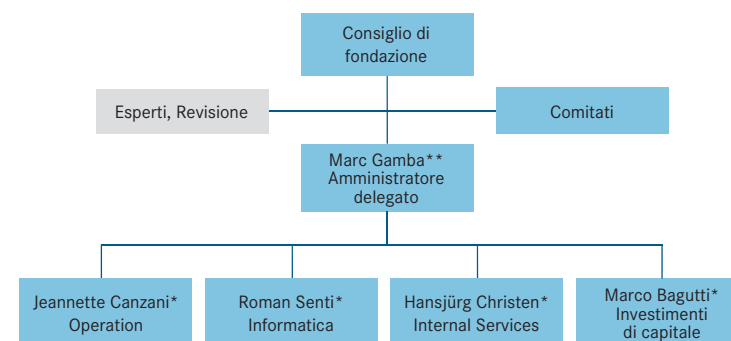 Consiglio di
fondazione
Esperti, Revisione
Comitati
Marc Gamba**
Amministratore
delegato
Jeannette Canzani*
Operation
Roman Senti*
Informatica
Hansjürg Christen*
Internal Services
Marco Bagutti*
Investimenti
di capitale